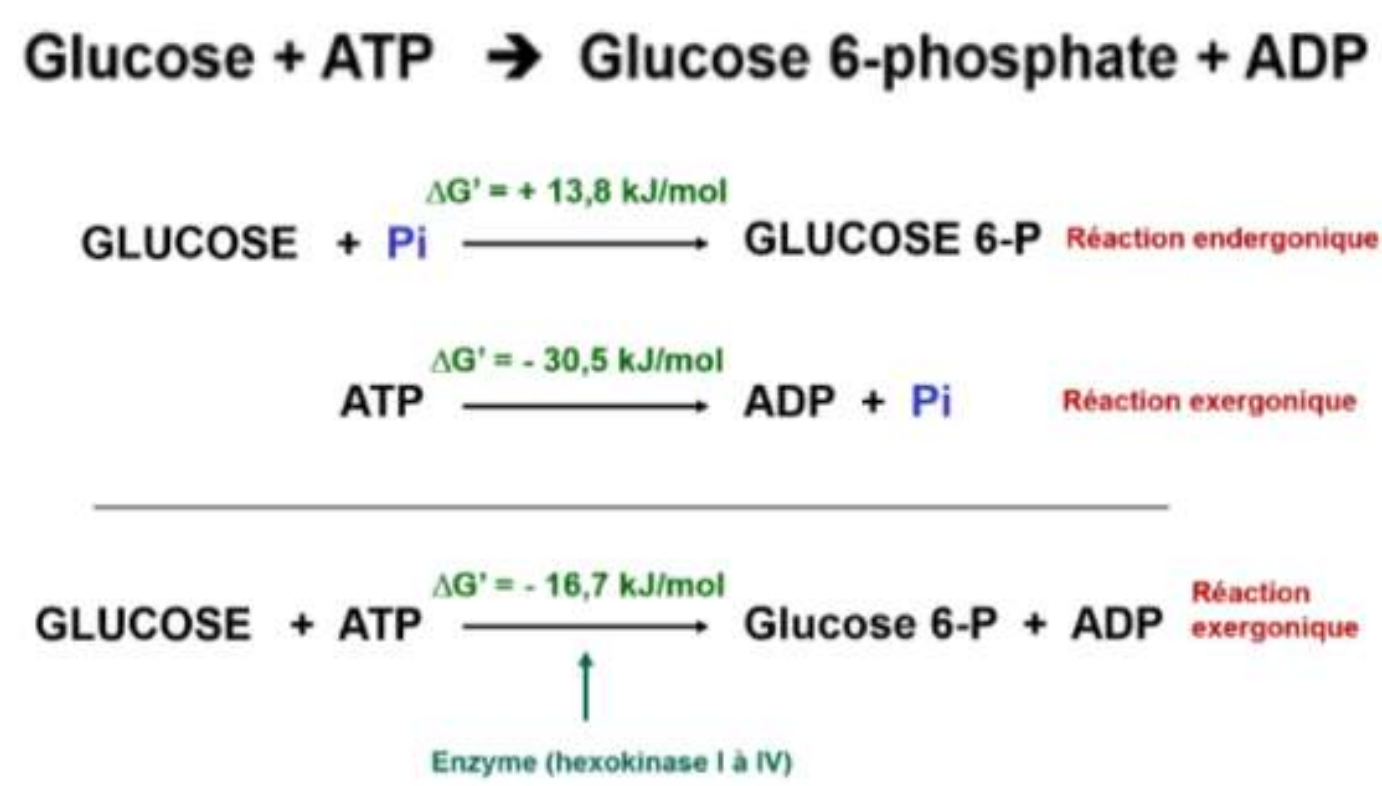 Glucose + ATP ➔ Glucose 6-phosphate + ADP
ΔG' = + 13,8 kJ/mol
GLUCOSE + Pi → GLUCOSE 6-P Réaction endergonique
ΔG' = - 30,5 kJ/mol
ATP → ADP + Pi Réaction exergonique
ΔG' = - 16,7 kJ/mol
GLUCOSE + ATP → Glucose 6-P + ADP Réaction
exergonique
Enzyme (hexokinase I à IV)